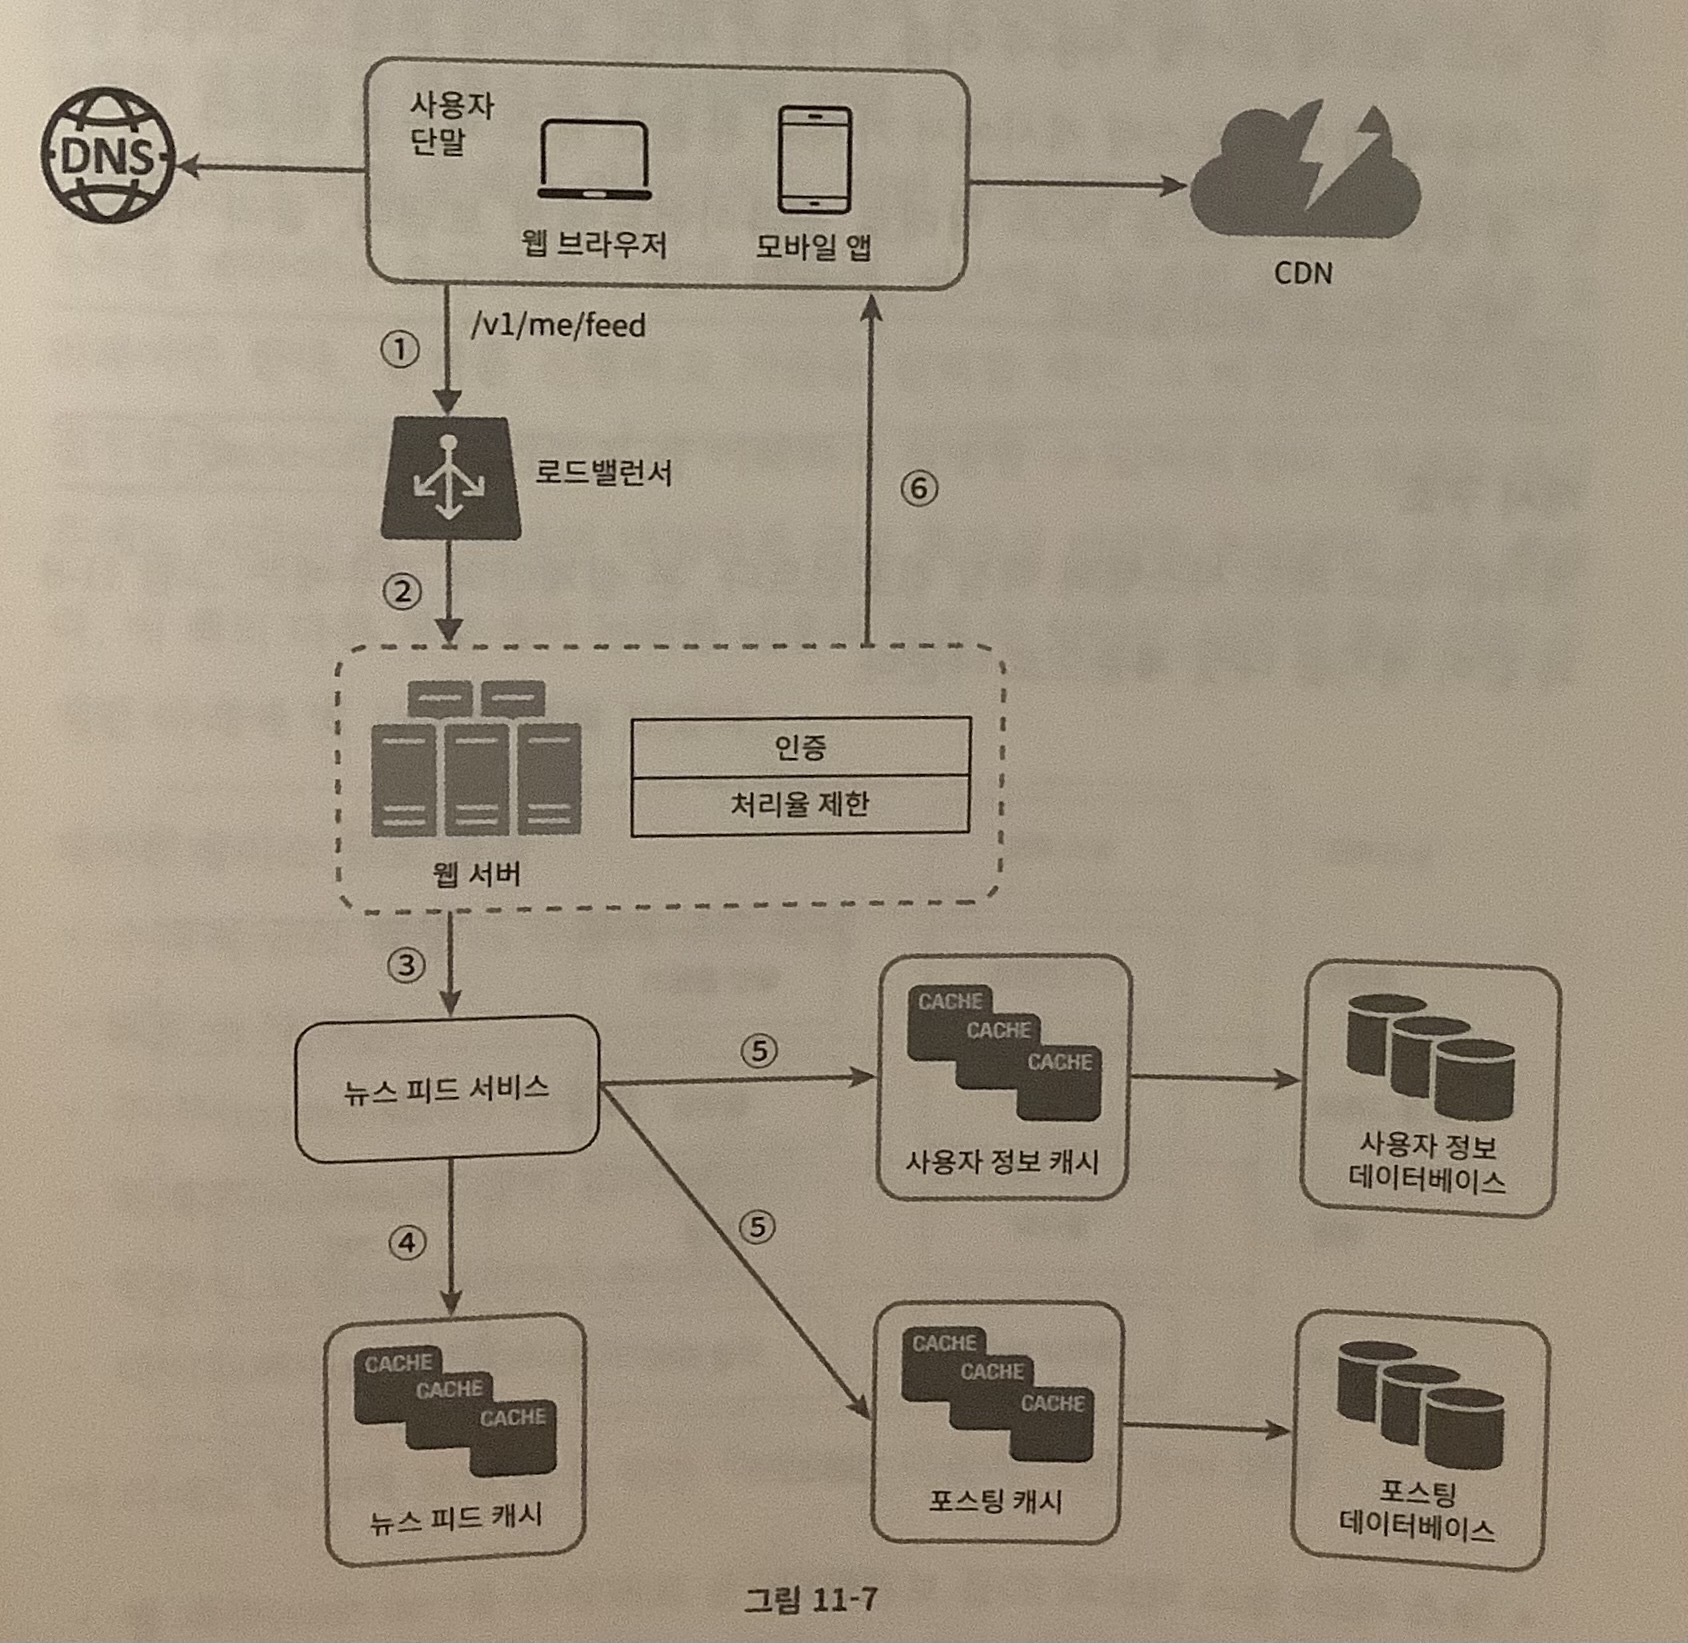 DNS
사용자
단말
웹 브라우저
모바일 앱
CDN
①
/v1/me/feed
로드밸런서
⑥
②
인증
처리율 제한
웹 서버
③
뉴스 피드 서비스
⑤
CACHE
CACHE
CACHE
사용자 정보 캐시
사용자 정보
데이터베이스
④
⑤
CACHE
CACHE
CACHE
뉴스 피드 캐시
CACHE
CACHE
CACHE
포스팅 캐시
포스팅
데이터베이스
그림 11-7